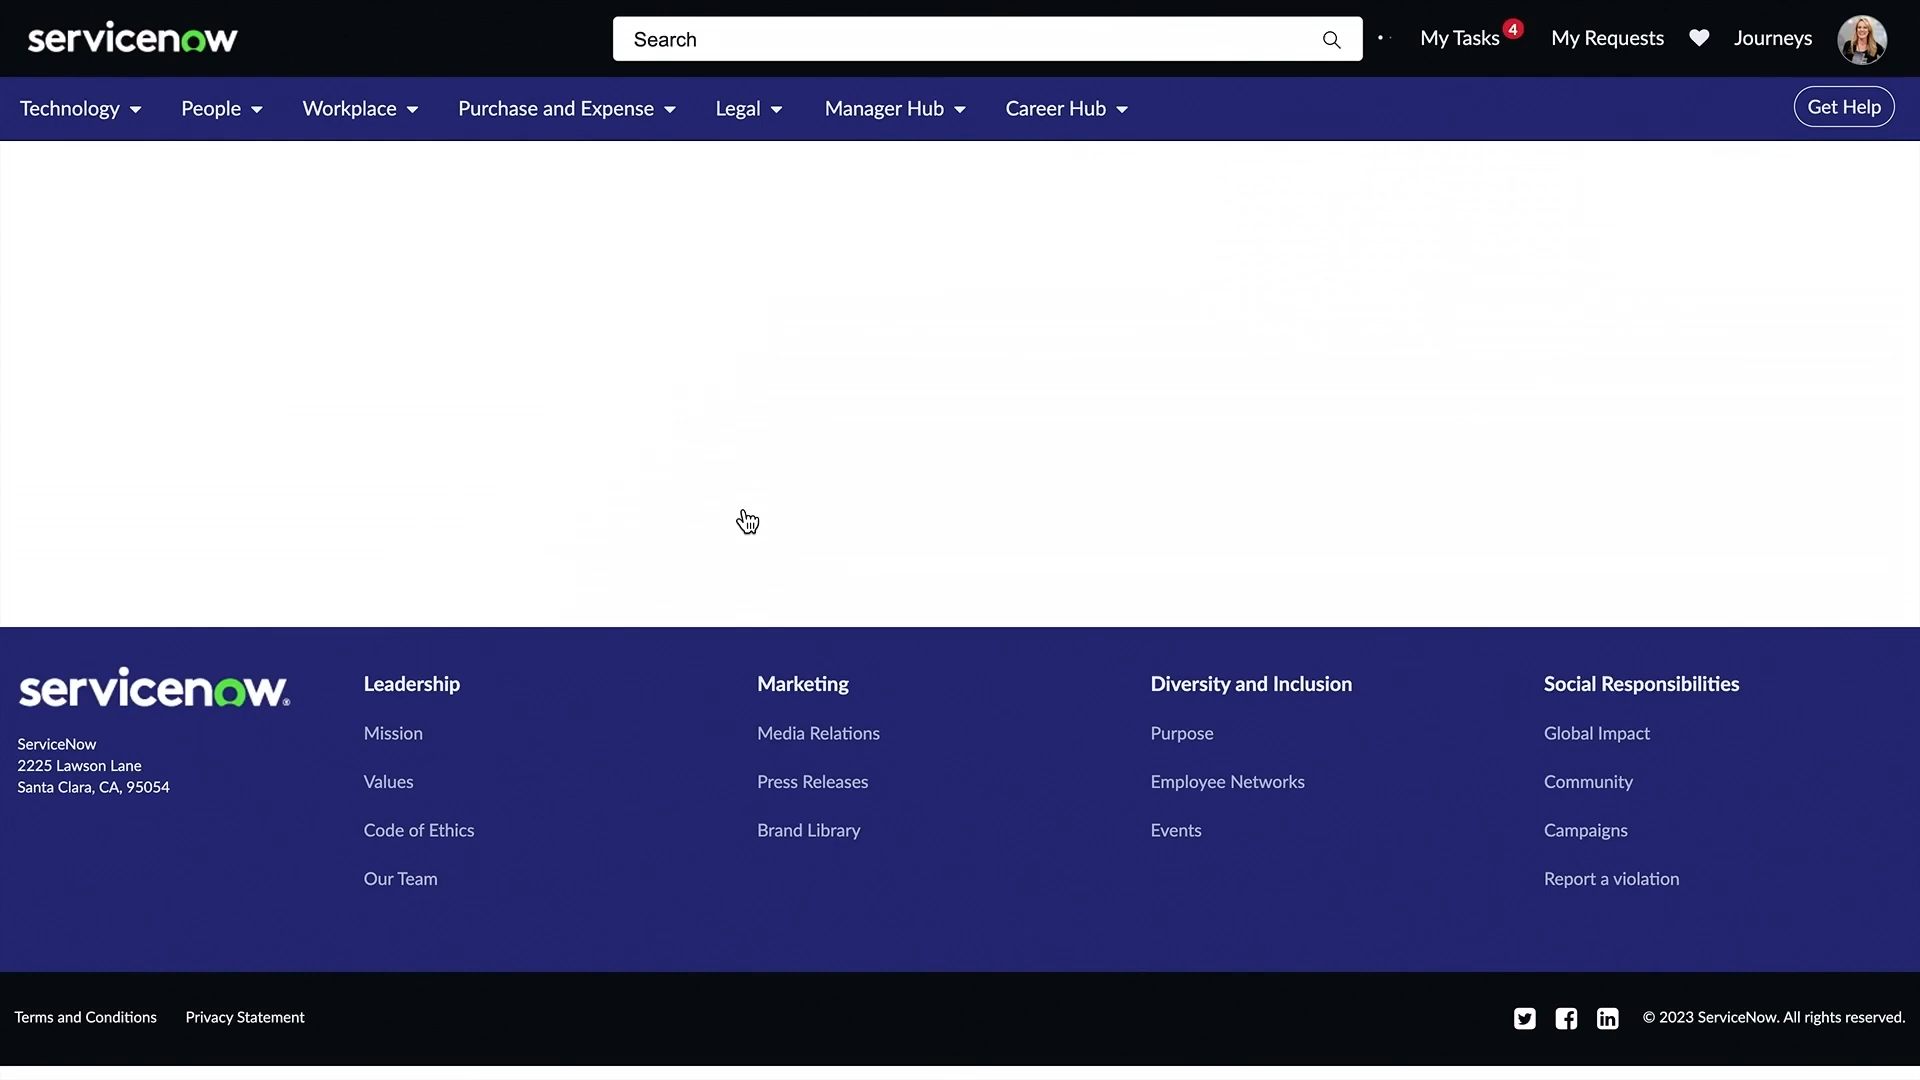 servicenow
Search
My Tasks
4
My Requests
Journeys
Technology
People
Workplace
Purchase and Expense
Legal
Manager Hub
Career Hub
Get Help
servicenow®
ServiceNow
2225 Lawson Lane
Santa Clara, CA, 95054
Leadership
Mission
Values
Code of Ethics
Our Team
Marketing
Media Relations
Press Releases
Brand Library
Diversity and Inclusion
Purpose
Employee Networks
Events
Social Responsibilities
Global Impact
Community
Campaigns
Report a violation
Terms and Conditions
Privacy Statement
© 2023 ServiceNow. All rights reserved.